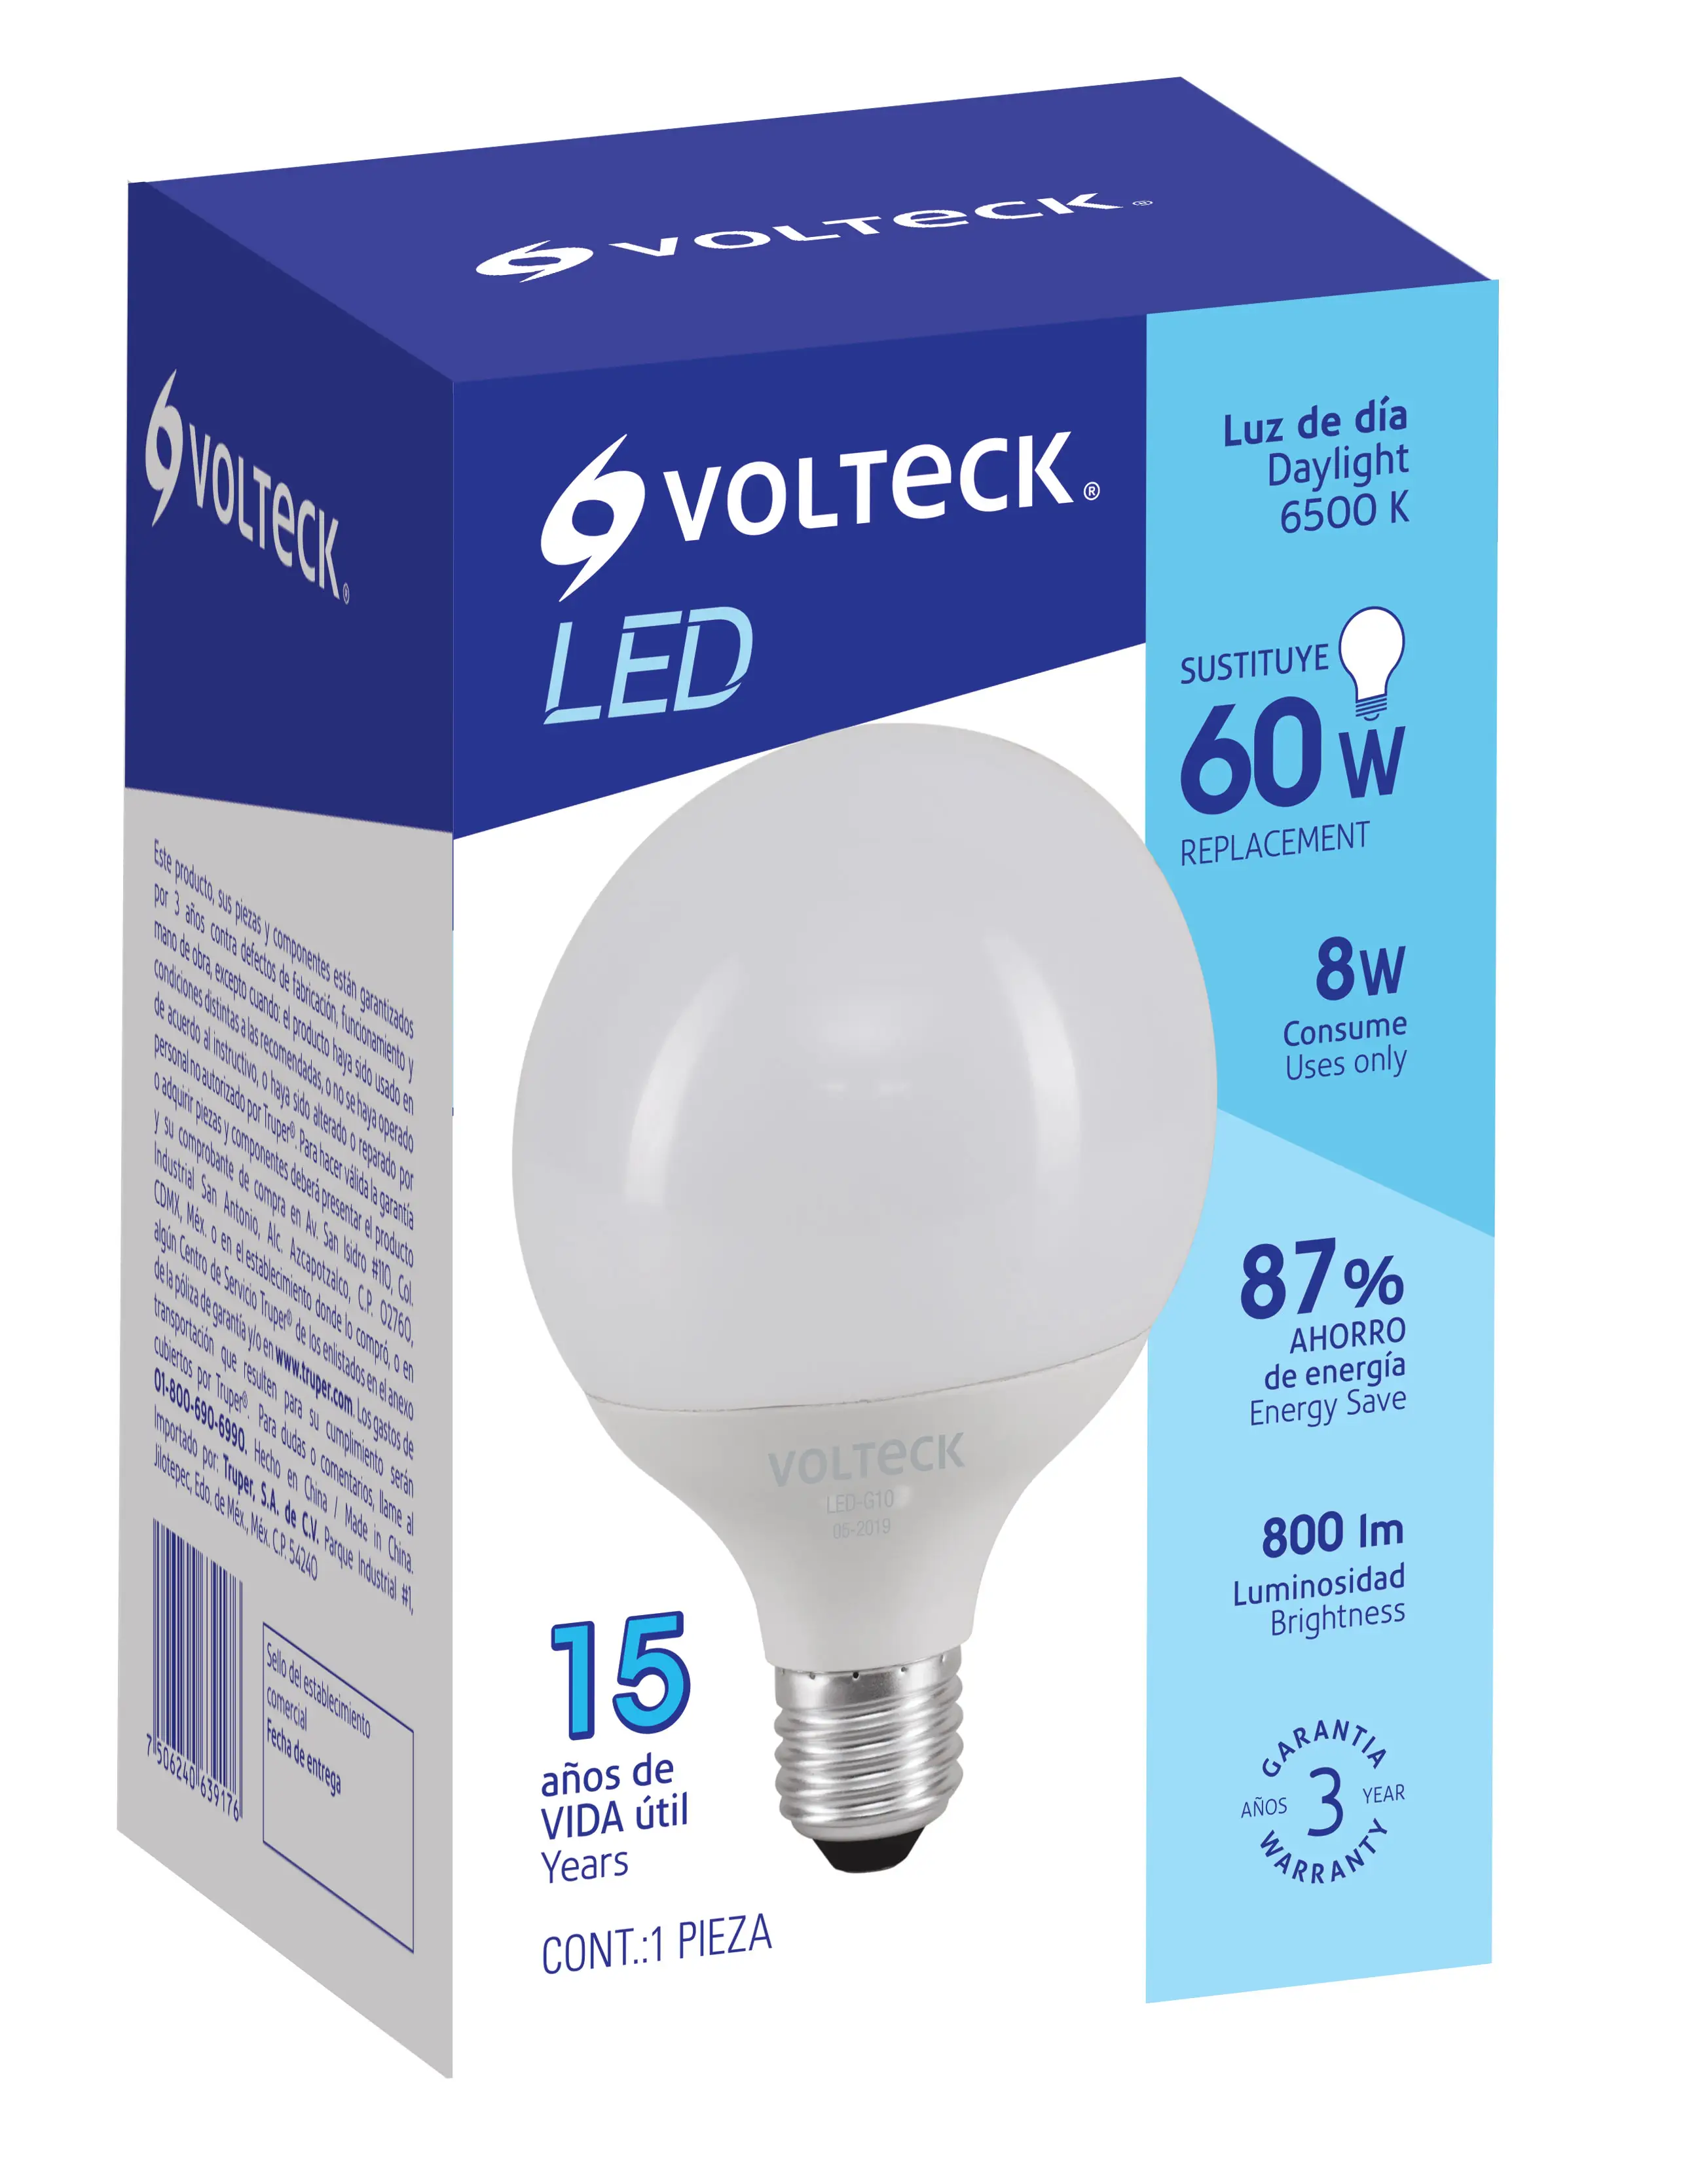 VOLTECK®
VOLTECK®
Este producto, sus piezas y componentes están garantizados
por 3 años contra defectos de fabricación, funcionamiento y
mano de obra, excepto cuando: el producto haya sido usado en
condiciones distintas a las recomendadas, o no se haya operado
de acuerdo al instructivo, o haya sido alterado o reparado por
personal no autorizado por Truper®. Para hacer válida la garantía
o adquirir piezas y componentes deberá presentar el producto
y su comprobante de compra en Av. San Isidro #110, Col.
Industrial San Antonio, Alc. Azcapotzalco, C.P. 02760,
CDMX, Méx. o en el establecimiento donde lo compró, o en
algún Centro de Servicio Truper® de los enlistados en el anexo
de la póliza de garantía y/o en www.truper.com. Los gastos de
transportación que resulten para su cumplimiento serán
cubiertos por Truper®. Para dudas o comentarios, llame al
01-800-690-6990. Hecho en China / Made in China.
Importado por: Truper, S.A. de C.V. Parque Industrial #1,
Jilotepec, Edo. de Méx., Méx. C.P. 54240
7 506240 639176
Sello del establecimiento
comercial
Fecha de entrega
VOLTECK®
LED
VOLTECK
LED-G10
05-2019
15
años de
VIDA útil
Years
CONT.:1 PIEZA
Luz de día
Daylight
6500 K
SUSTITUYE
60 W
REPLACEMENT
8W
Consume
Uses only
87%
AHORRO
de energía
Energy Save
800 lm
Luminosidad
Brightness
GARANTIA
AÑOS 3 YEAR
WARRANTY